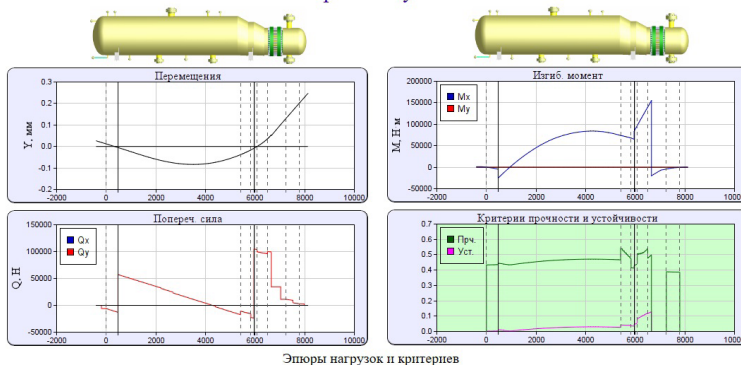 Перемещения
Y, мм
0.3
0.2
0.1
0.0
-0.1
-0.2
-2000 0 2000 4000 6000 8000 10000
Изгиб. момент
M, Н м
Mx
My
200000
150000
100000
50000
0
-50000
-2000 0 2000 4000 6000 8000
Попереч. сила
Q, Н
Qx
Qy
150000
100000
50000
0
-50000
-2000 0 2000 4000 6000 8000 10000
Критерии прочности и устойчивости
Прч.
Уст.
0.7
0.6
0.5
0.4
0.3
0.2
0.1
0.0
-2000 0 2000 4000 6000 8000
Эпюры нагрузок и критериев